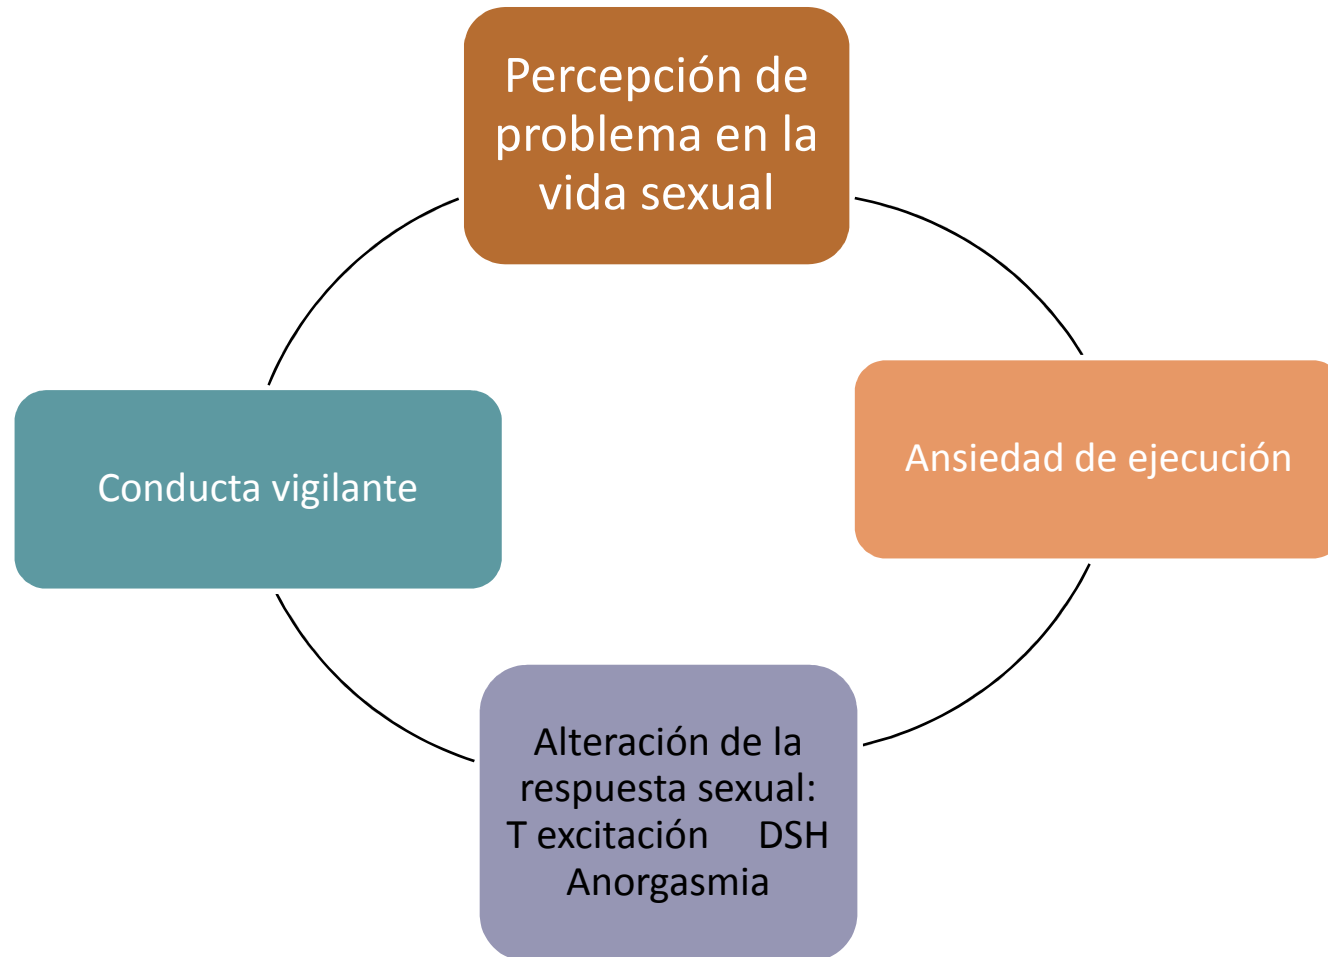 Percepción de
problema en la
vida sexual
Ansiedad de ejecución
Conducta vigilante
Alteración de la
respuesta sexual:
T excitación DSH
Anorgasmia